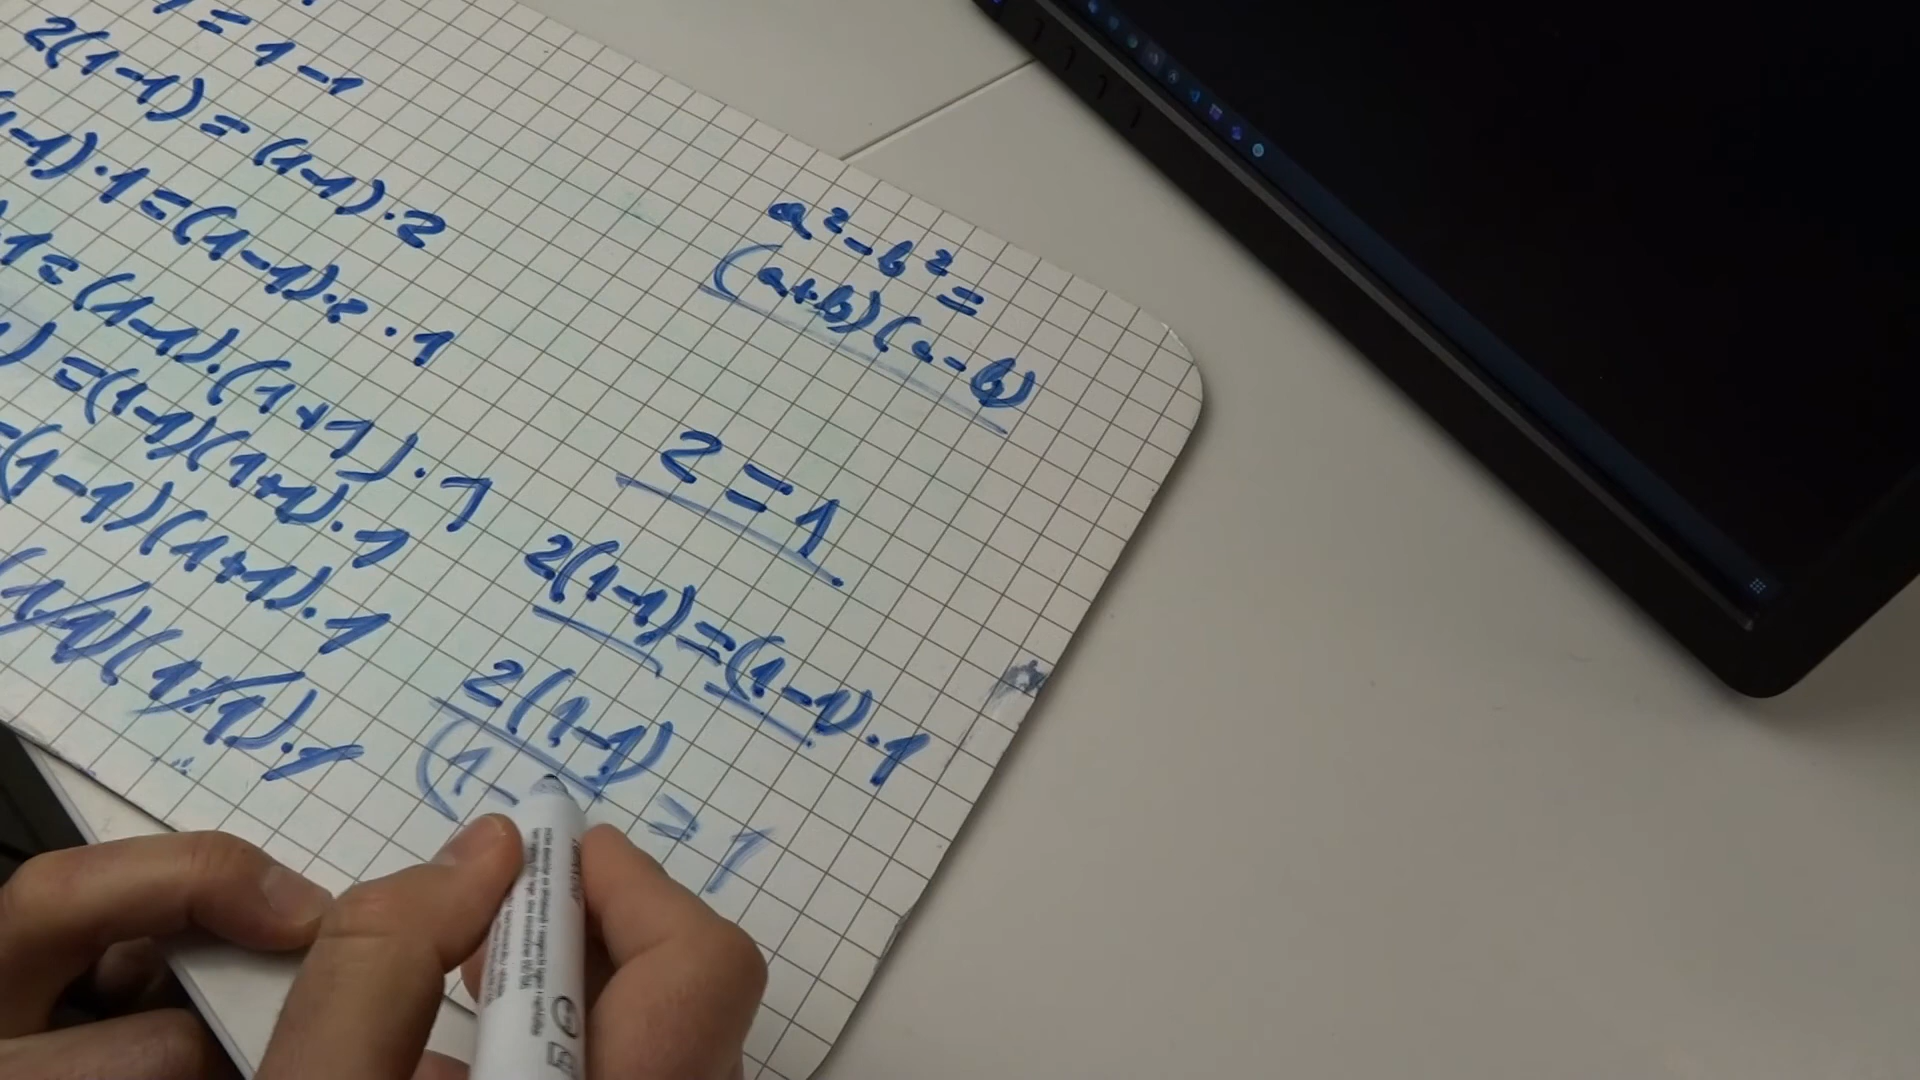 = 1-1
2(1-1) = (1-1)·2
-1)·1=(1-1)·2·1
1=(1-1)·(1+1)·1
) =(1-1)(1+1)·1
=(1-1)(1+1)·1
(1-1)(1+1)·1
a²-b²=
(a+b)(a-b)
2=1
2(1-1)=(1-1)·1
2(1-1)
(1- = 1